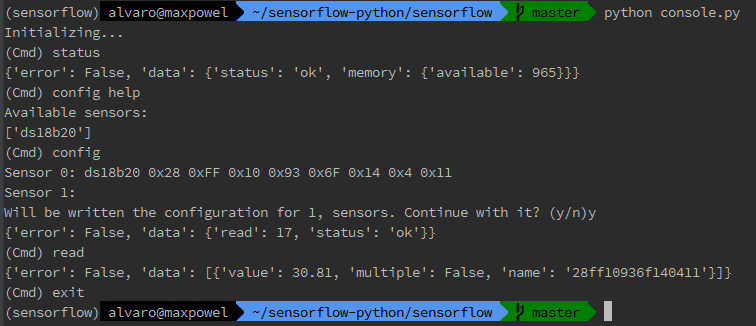 (sensorflow) alvaro@maxpowel ~/sensorflow-python/sensorflow master python console.py
Initializing...
(Cmd) status
{'error': False, 'data': {'status': 'ok', 'memory': {'available': 965}}}
(Cmd) config help
Available sensors:
['ds18b20']
(Cmd) config
Sensor 0: ds18b20 0x28 0xFF 0x10 0x93 0x6F 0x14 0x4 0x11
Sensor 1:
Will be written the configuration for 1, sensors. Continue with it? (y/n)y
{'error': False, 'data': {'read': 17, 'status': 'ok'}}
(Cmd) read
{'error': False, 'data': [{'value': 30.81, 'multiple': False, 'name': '28ff10936f140411'}]}
(Cmd) exit
(sensorflow) alvaro@maxpowel ~/sensorflow-python/sensorflow master